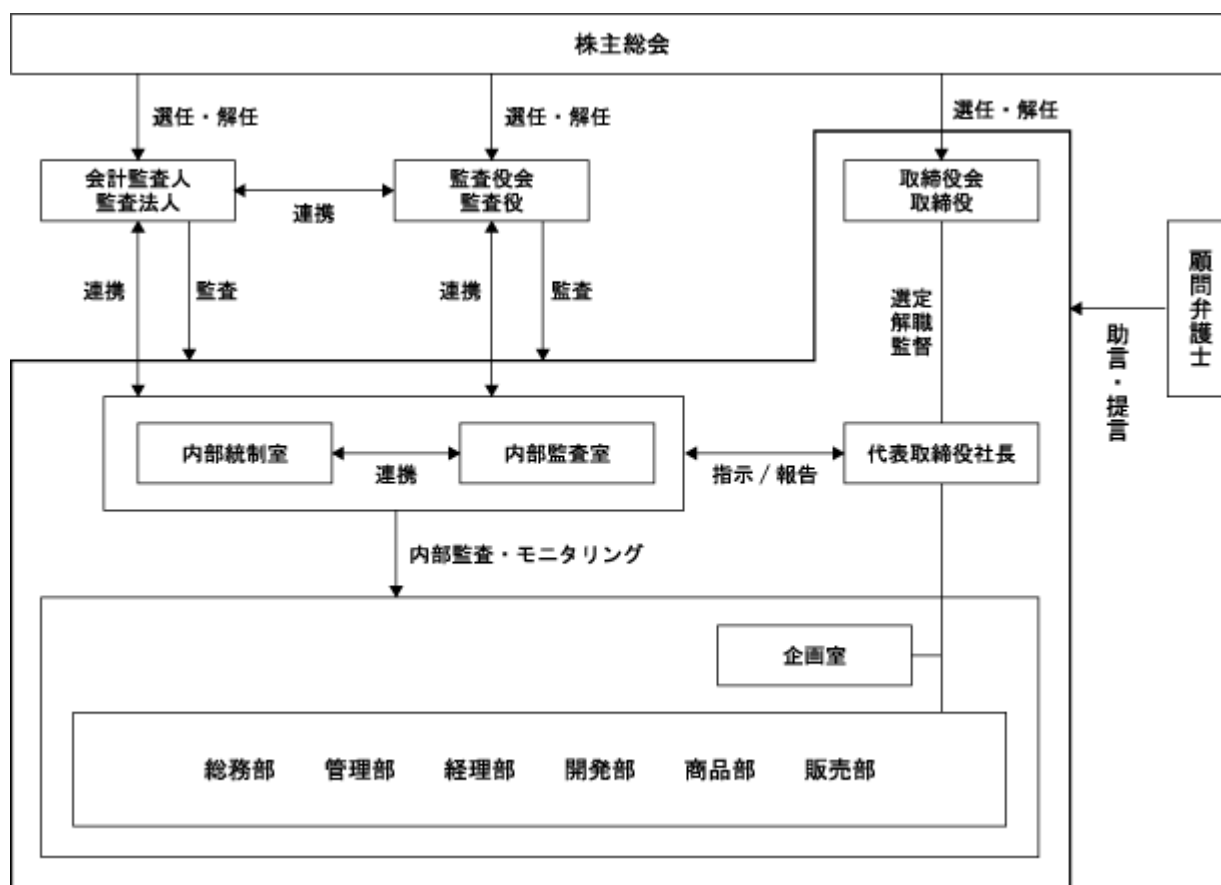 株主総会
選任・解任
選任・解任
選任・解任
会計監査人
監査法人
連携
監査役会
監査役
取締役会
取締役
顧問弁護士
連携
監査
連携
監査
選定
解職
監督
助言・提言
内部統制室
連携
内部監査室
指示 / 報告
代表取締役社長
内部監査・モニタリング
企画室
総務部 管理部 経理部 開発部 商品部 販売部